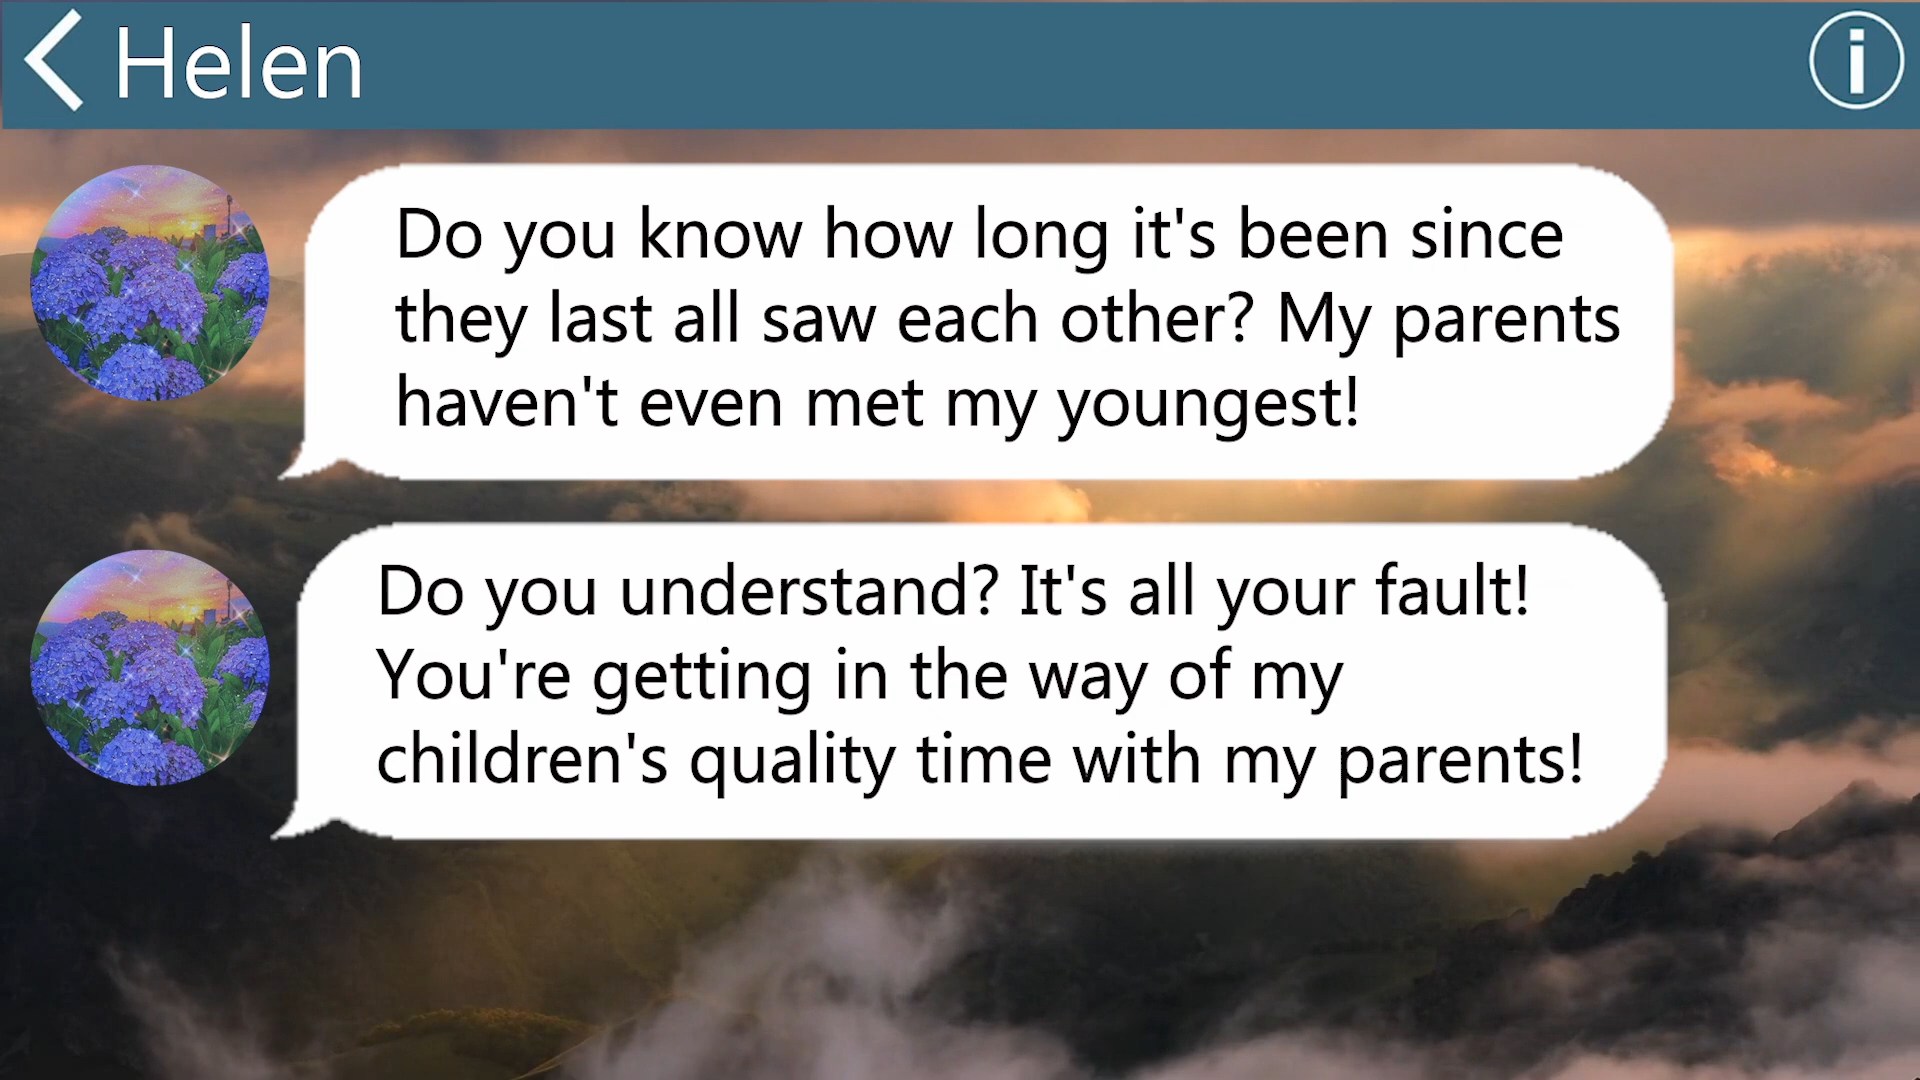 Helen
Do you know how long it's been since
they last all saw each other? My parents
haven't even met my youngest!
Do you understand? It's all your fault!
You're getting in the way of my
children's quality time with my parents!